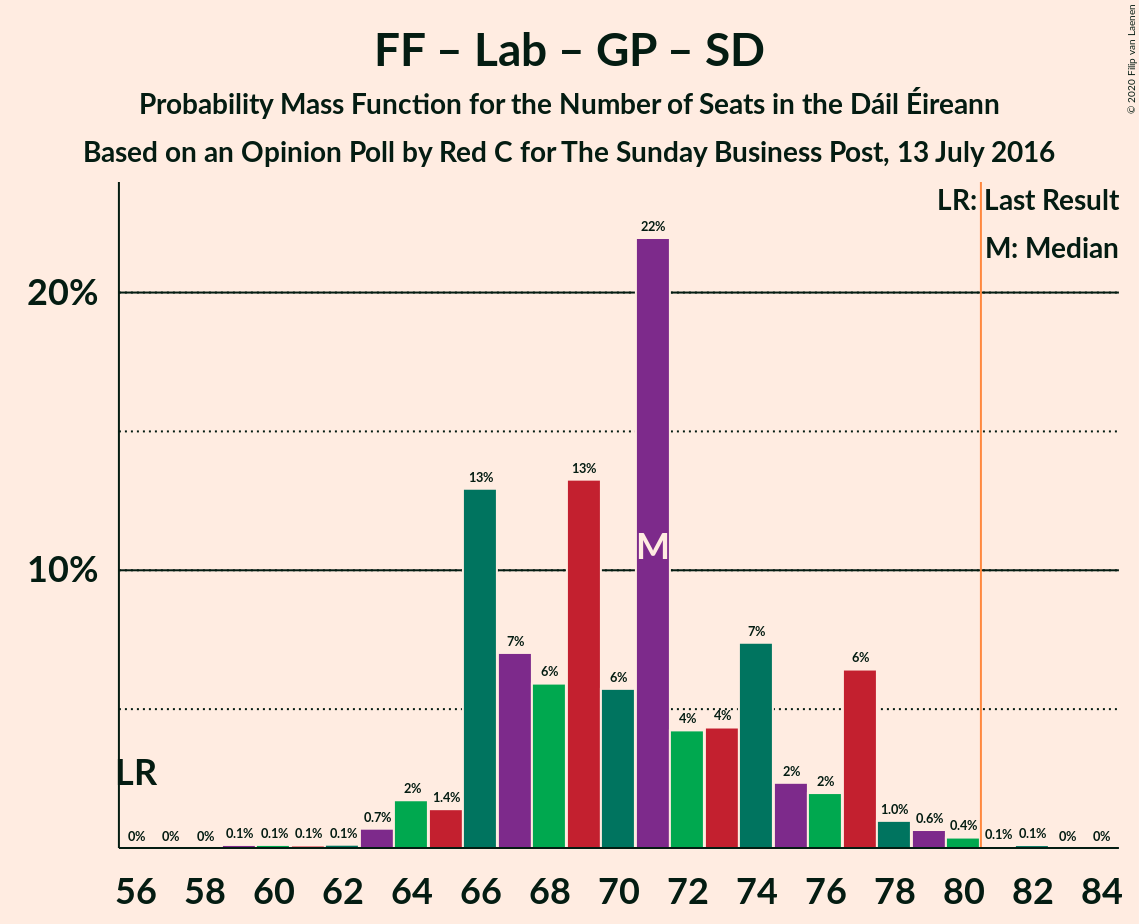 FF – Lab – GP – SD
Probability Mass Function for the Number of Seats in the Dáil Éireann
Based on an Opinion Poll by Red C for The Sunday Business Post, 13 July 2016
© 2020 Filip van Laenen
LR: Last Result
M: Median
20%
10%
LR
M
0% 0% 0% 0.1% 0.1% 0.1% 0.1% 0.7% 2% 1.4% 13% 7% 6% 13% 6% 22% 4% 4% 7% 2% 2% 6% 1.0% 0.6% 0.4% 0.1% 0.1% 0% 0%
56 58 60 62 64 66 68 70 72 74 76 78 80 82 84